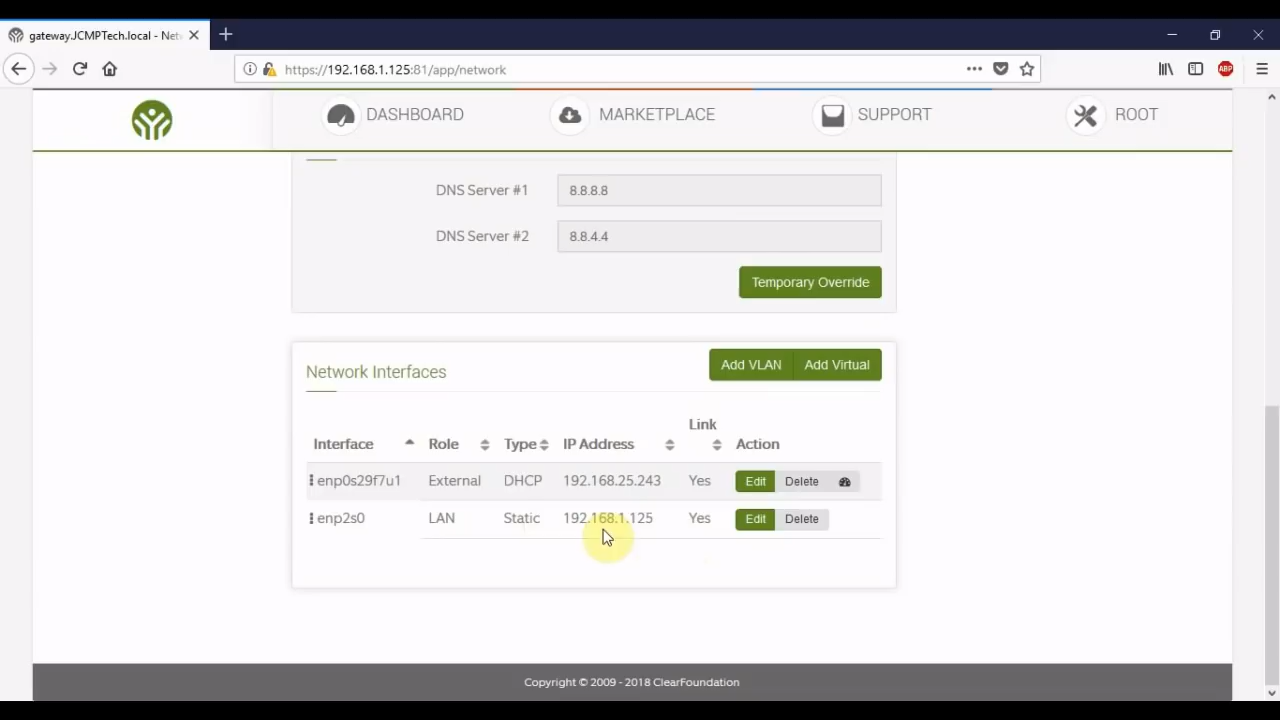 gateway.JCMPTech.local - Net
https://192.168.1.125:81/app/network
ABP
DASHBOARD
MARKETPLACE
SUPPORT
ROOT
DNS Server #1
8.8.8.8
DNS Server #2
8.8.4.4
Temporary Override
Network Interfaces
Add VLAN
Add Virtual
Interface Role Type IP Address Link Action
enp0s29f7u1 External DHCP 192.168.25.243 Yes Edit Delete
enp2s0 LAN Static 192.168.1.125 Yes Edit Delete
Copyright © 2009 - 2018 ClearFoundation